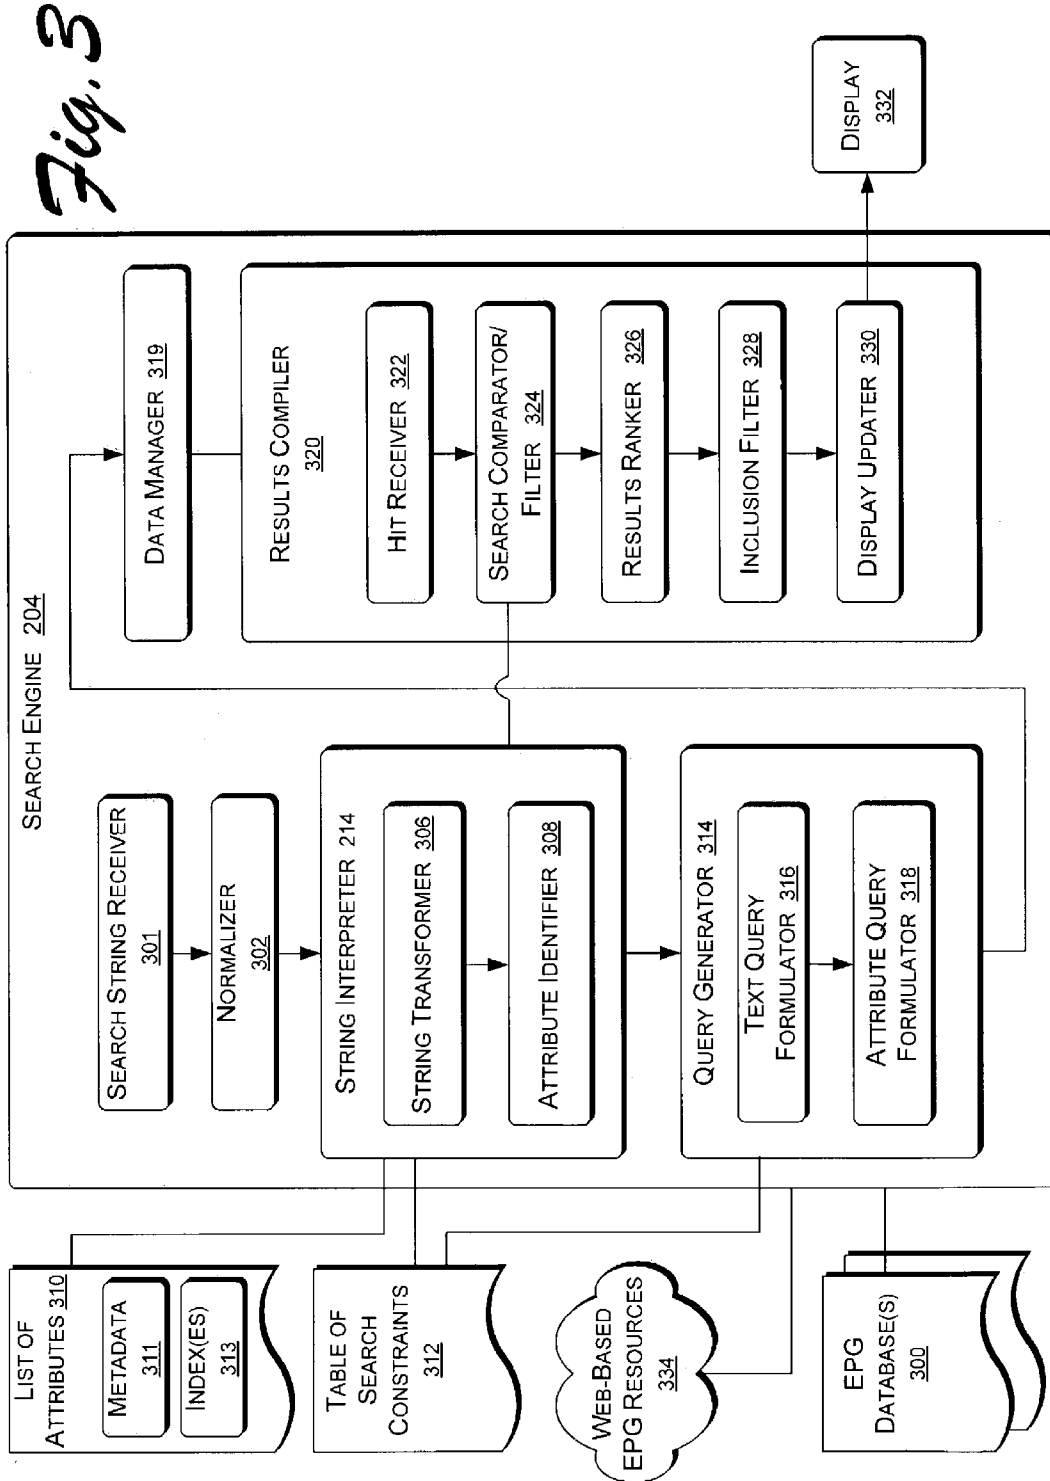 Fig. 3
SEARCH ENGINE 204
LIST OF
ATTRIBUTES 310
METADATA
311
INDEX(ES)
313
TABLE OF
SEARCH
CONSTRAINTS
312
WEB-BASED
EPG RESOURCES
334
EPG
DATABASE(S)
300
SEARCH STRING RECEIVER
301
NORMALIZER
302
STRING INTERPRETER 214
STRING TRANSFORMER 306
ATTRIBUTE IDENTIFIER 308
QUERY GENERATOR 314
TEXT QUERY
FORMULATOR 316
ATTRIBUTE QUERY
FORMULATOR 318
DATA MANAGER 319
RESULTS COMPILER
320
HIT RECEIVER 322
SEARCH COMPARATOR/
FILTER 324
RESULTS RANKER 326
INCLUSION FILTER 328
DISPLAY UPDATER 330
DISPLAY
332